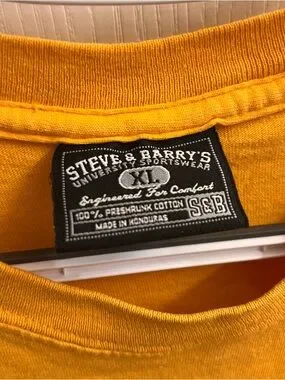 STEVE & BARRY'S
UNIVERSITY SPORTSWEAR
XL
Engineered For Comfort
100% PRESHRUNK COTTON
MADE IN HONDURAS
S&B